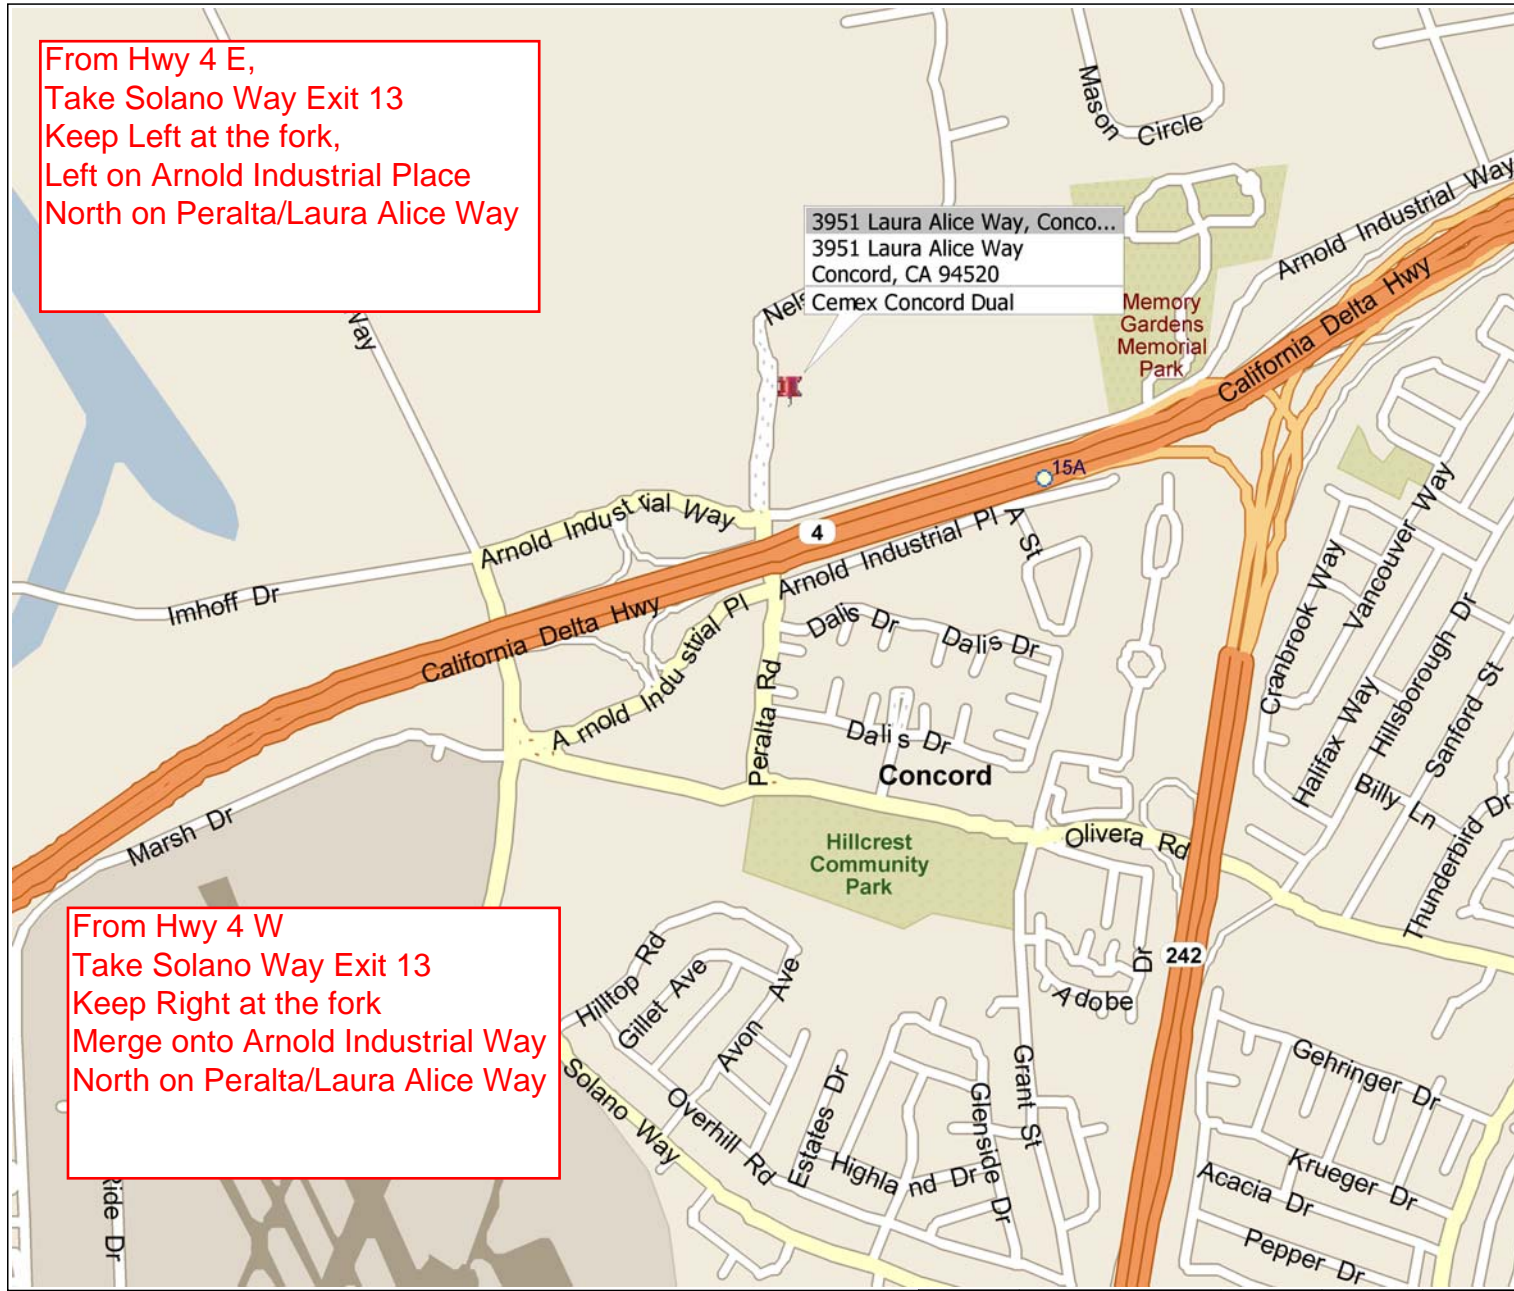 From Hwy 4 E,
Take Solano Way Exit 13
Keep Left at the fork,
Left on Arnold Industrial Place
North on Peralta/Laura Alice Way
Mason Circle
Arnold Industrial Way
3951 Laura Alice Way, Conco...
3951 Laura Alice Way
Concord, CA 94520
Cemex Concord Dual
Nels
Way
Memory
Gardens
Memorial
Park
California Delta Hwy
15A
Arnold Industrial Way
4
Arnold Industrial Pl
A St
Imhoff Dr
California Delta Hwy
Arnold Industrial Pl
Dalis Dr
Dalis Dr
Peralta Rd
Dalis Dr
Concord
Cranbrook Way
Vancouver Way
Halifax Way
Hillsborough Dr
Sanford St
Billy Ln
Thunderbird Dr
Marsh Dr
Olivera Rd
Hillcrest
Community
Park
From Hwy 4 W
Take Solano Way Exit 13
Keep Right at the fork
Merge onto Arnold Industrial Way
North on Peralta/Laura Alice Way
Hilltop Rd
Gillet Ave
Avon Ave
242
Adobe Dr
Solano Way
Overhill Rd
Estates Dr
Highland Dr
Glenside Dr
Grant St
Gehringer Dr
Krueger Dr
Acacia Dr
Pepper Dr
Ride Dr